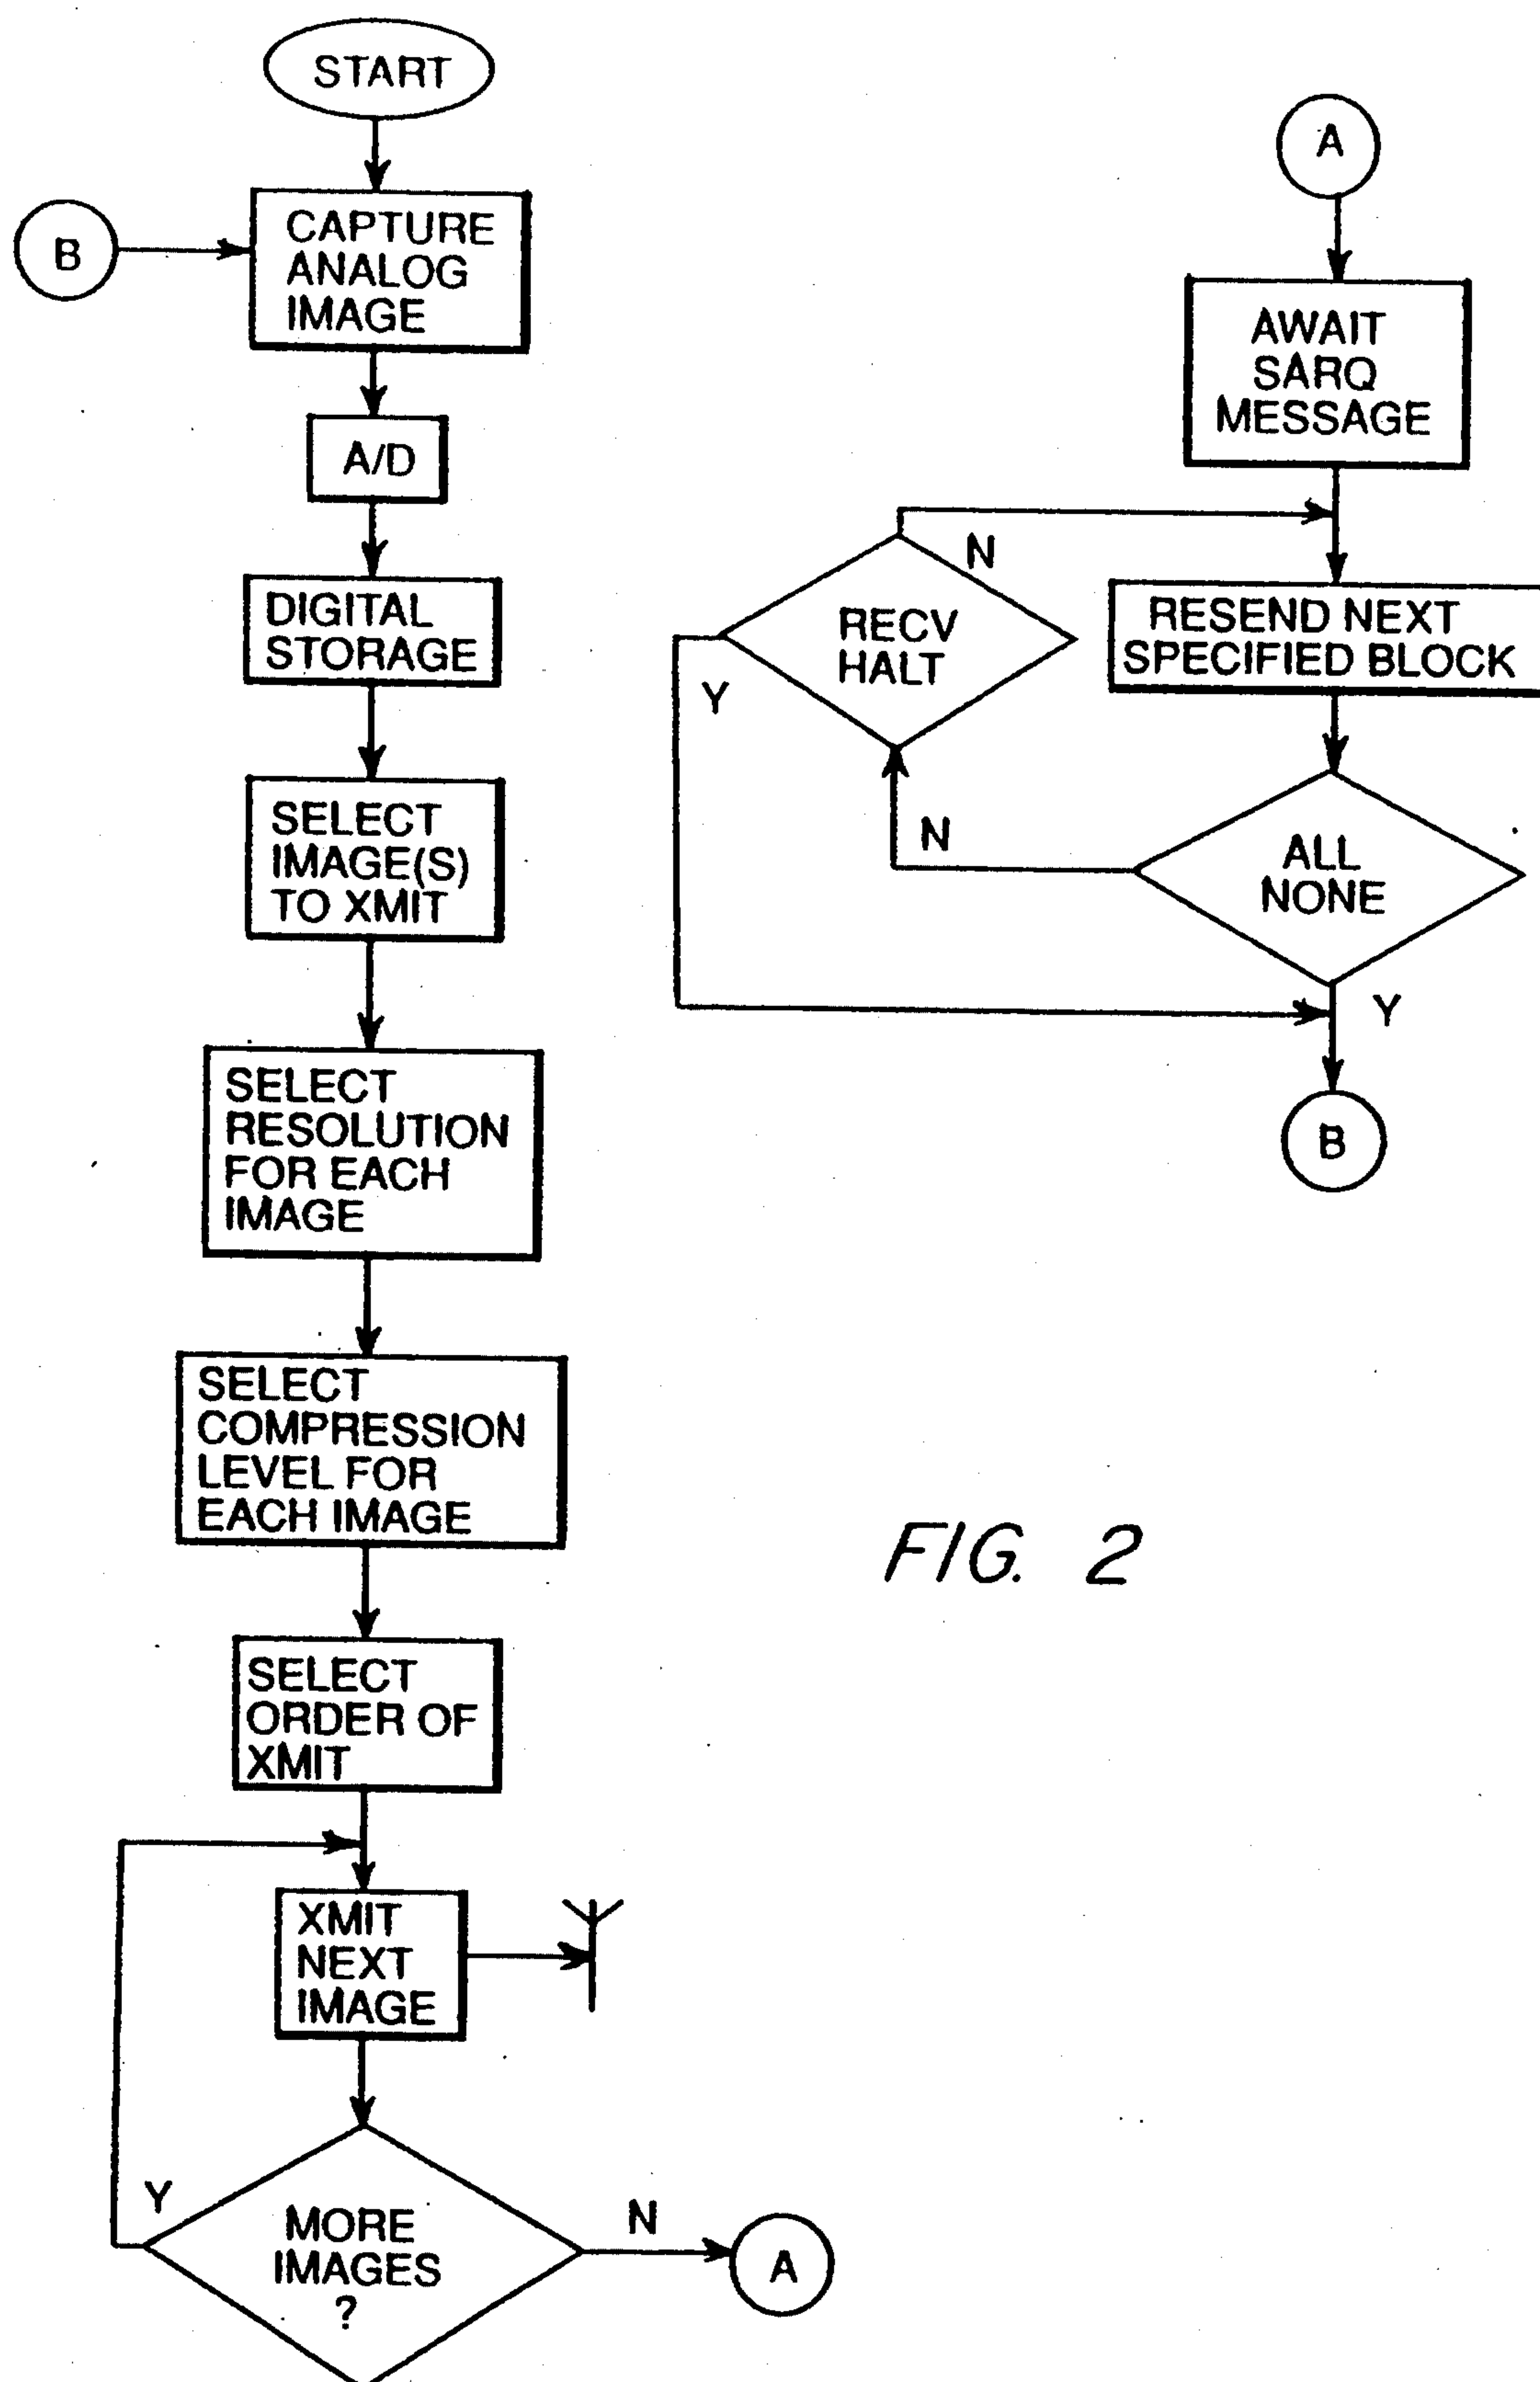 START
B
CAPTURE
ANALOG
IMAGE
A/D
DIGITAL
STORAGE
SELECT
IMAGE(S)
TO XMIT
SELECT
RESOLUTION
FOR EACH
IMAGE
SELECT
COMPRESSION
LEVEL FOR
EACH IMAGE
SELECT
ORDER OF
XMIT
XMIT
NEXT
IMAGE
Y
MORE
IMAGES
?
N
A
A
AWAIT
SARQ
MESSAGE
N
RECV
HALT
Y
RESEND NEXT
SPECIFIED BLOCK
N
ALL
NONE
Y
B
FIG. 2